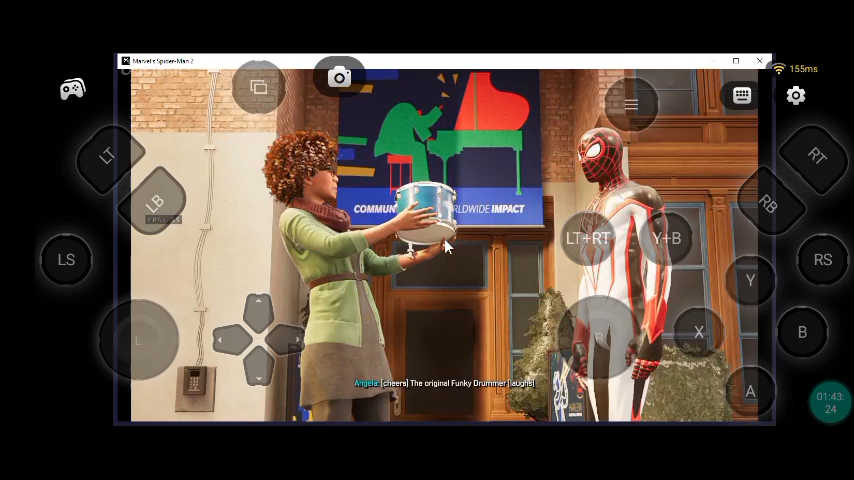 Marvel's Spider-Man 2
155ms
LT
RT
LB
RB
COMMUN
RLDWIDE IMPACT
LT+RT
Y+B
LS
RS
Y
L
R
X
B
Angela: [cheers] The original Funky Drummer [laughs]
A
01:43:
24